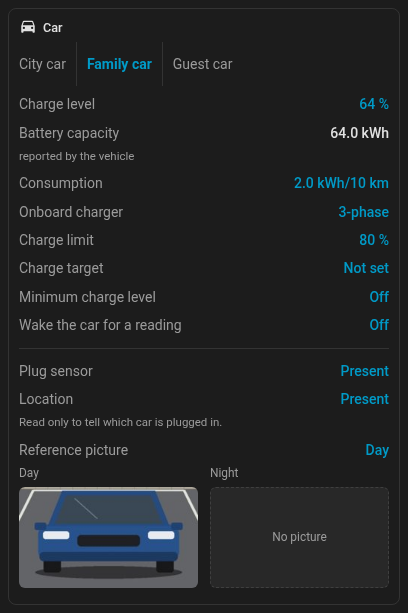 Car
City car
Family car
Guest car
Charge level 64 %
Battery capacity 64.0 kWh
reported by the vehicle
Consumption 2.0 kWh/10 km
Onboard charger 3-phase
Charge limit 80 %
Charge target Not set
Minimum charge level Off
Wake the car for a reading Off
Plug sensor Present
Location Present
Read only to tell which car is plugged in.
Reference picture Day
Day Night
No picture